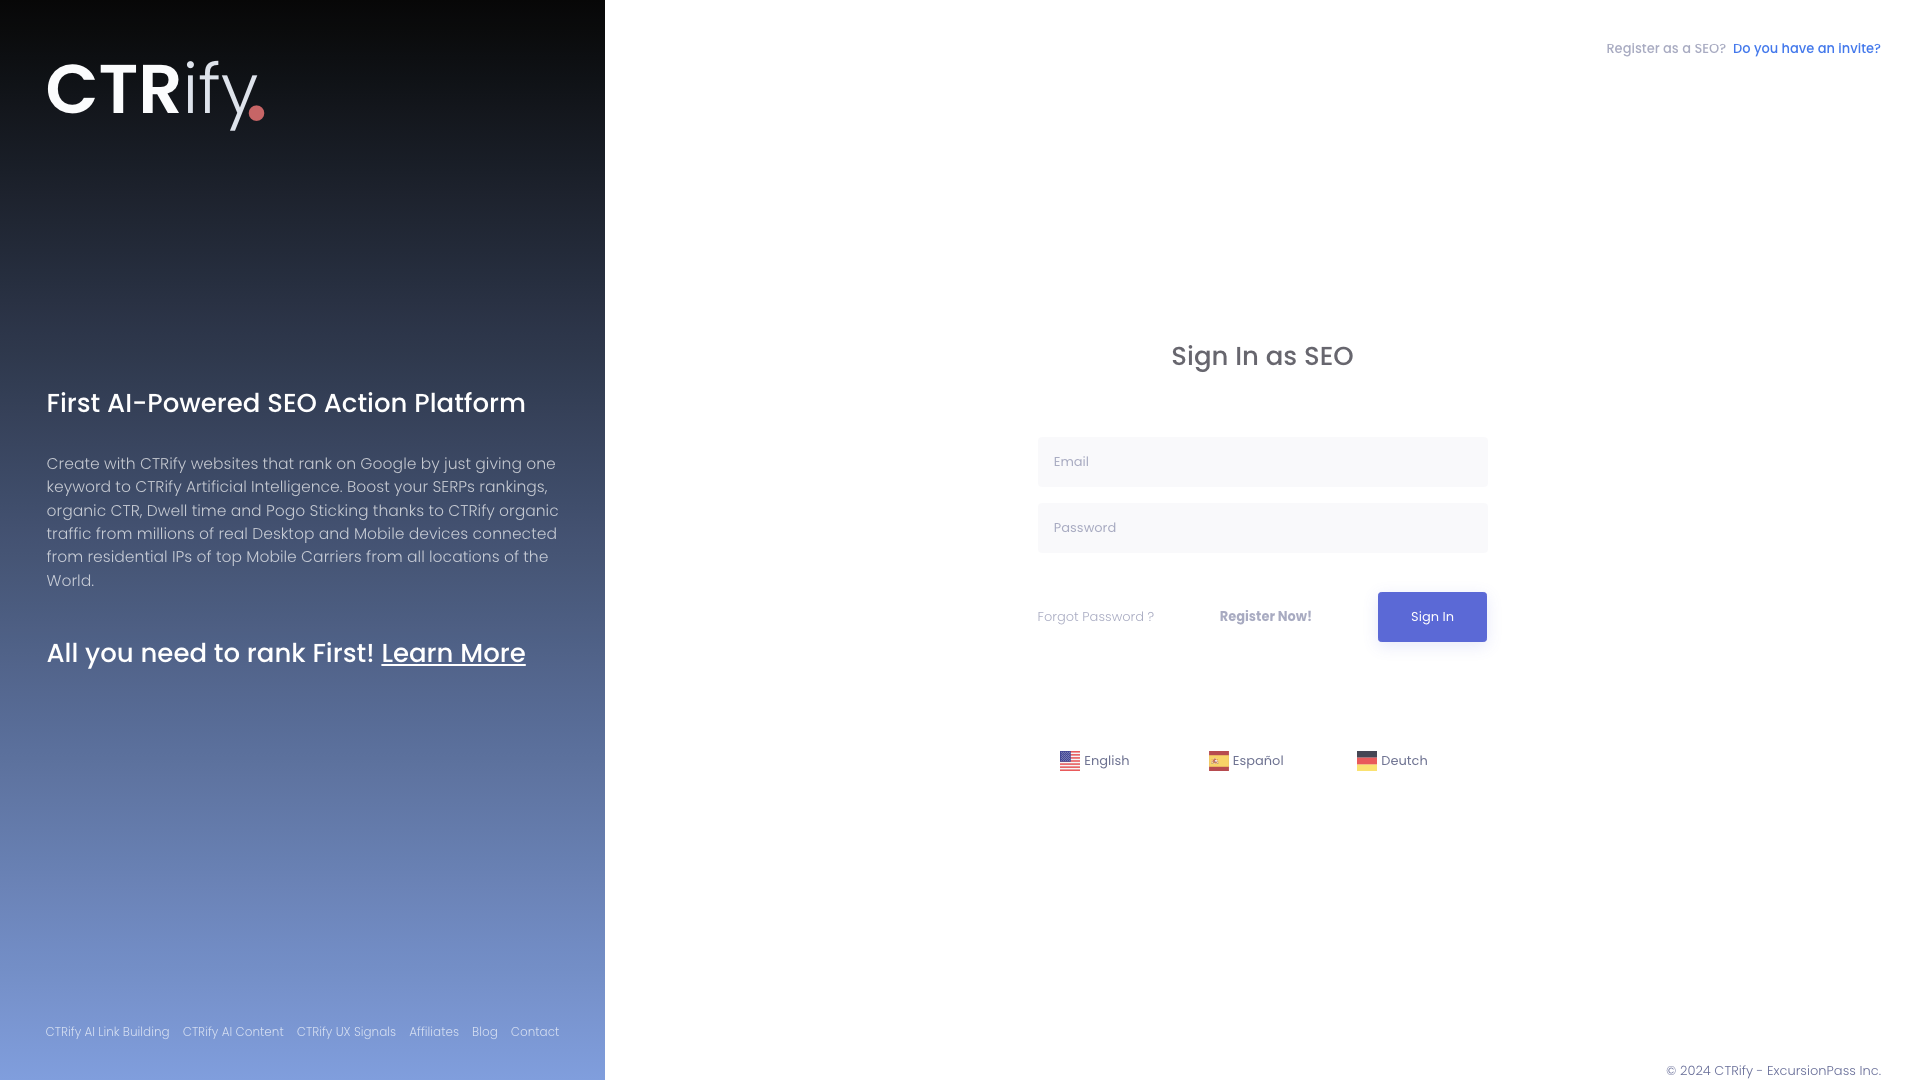 CTRify.
First AI-Powered SEO Action Platform
Create with CTRify websites that rank on Google by just giving one
keyword to CTRify Artificial Intelligence. Boost your SERPs rankings,
organic CTR, Dwell time and Pogo Sticking thanks to CTRify organic
traffic from millions of real Desktop and Mobile devices connected
from residential IPs of top Mobile Carriers from all locations of the
World.
All you need to rank First! Learn More
CTRify AI Link Building CTRify AI Content CTRify UX Signals Affiliates Blog Contact
Register as a SEO? Do you have an invite?
Sign In as SEO
Email
Password
Forgot Password ? Register Now! Sign In
English Español Deutch
© 2024 CTRify - ExcursionPass Inc.